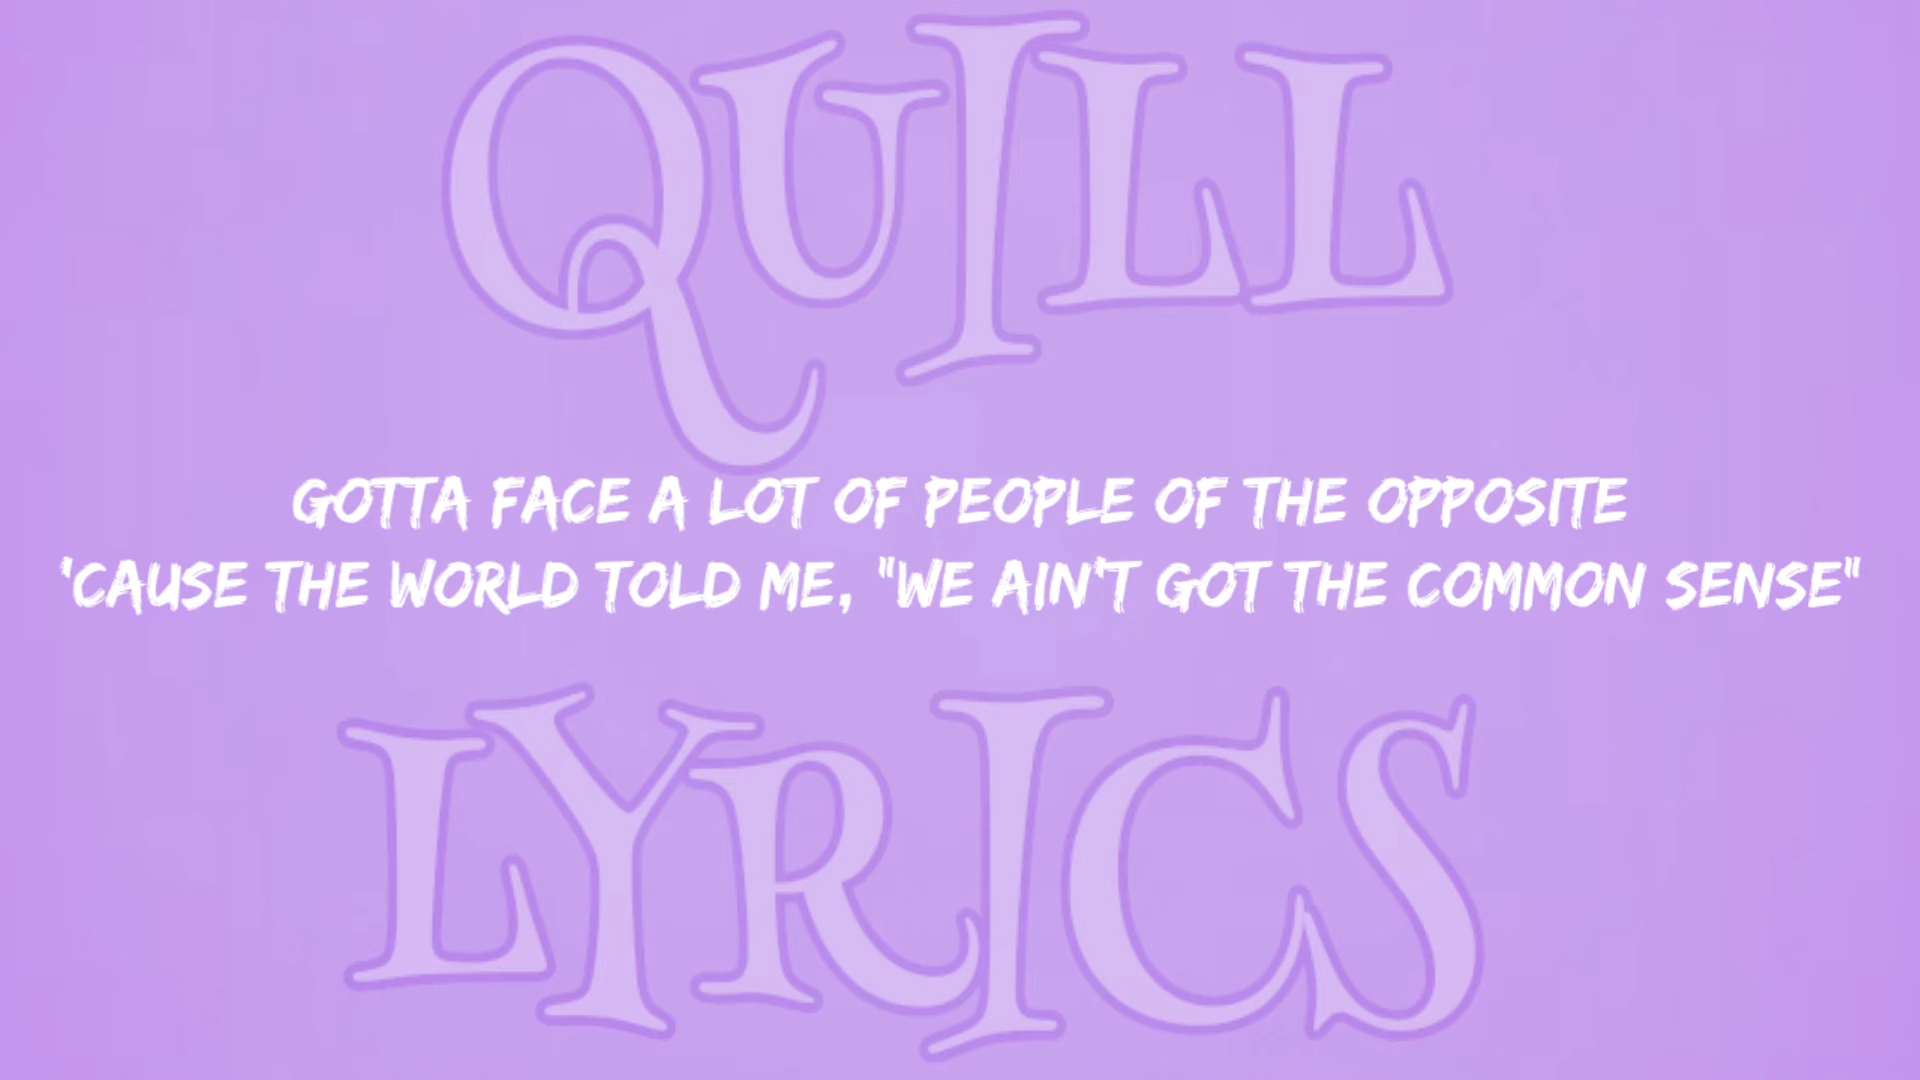 QUILL
GOTTA FACE A LOT OF PEOPLE OF THE OPPOSITE
'CAUSE THE WORLD TOLD ME, "WE AIN'T GOT THE COMMON SENSE"
LYRICS